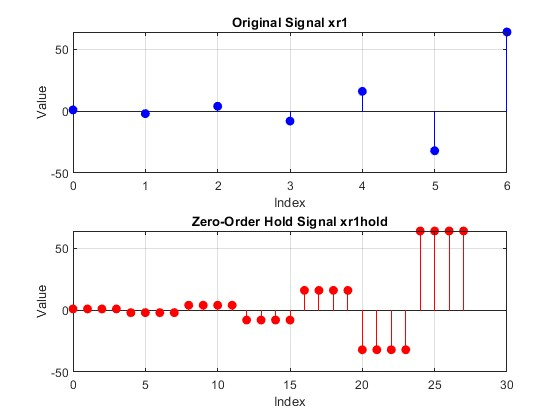 Original Signal xr1
50
0
-50
Value
0 1 2 3 4 5 6
Index
Zero-Order Hold Signal xr1hold
50
0
-50
Value
0 5 10 15 20 25 30
Index